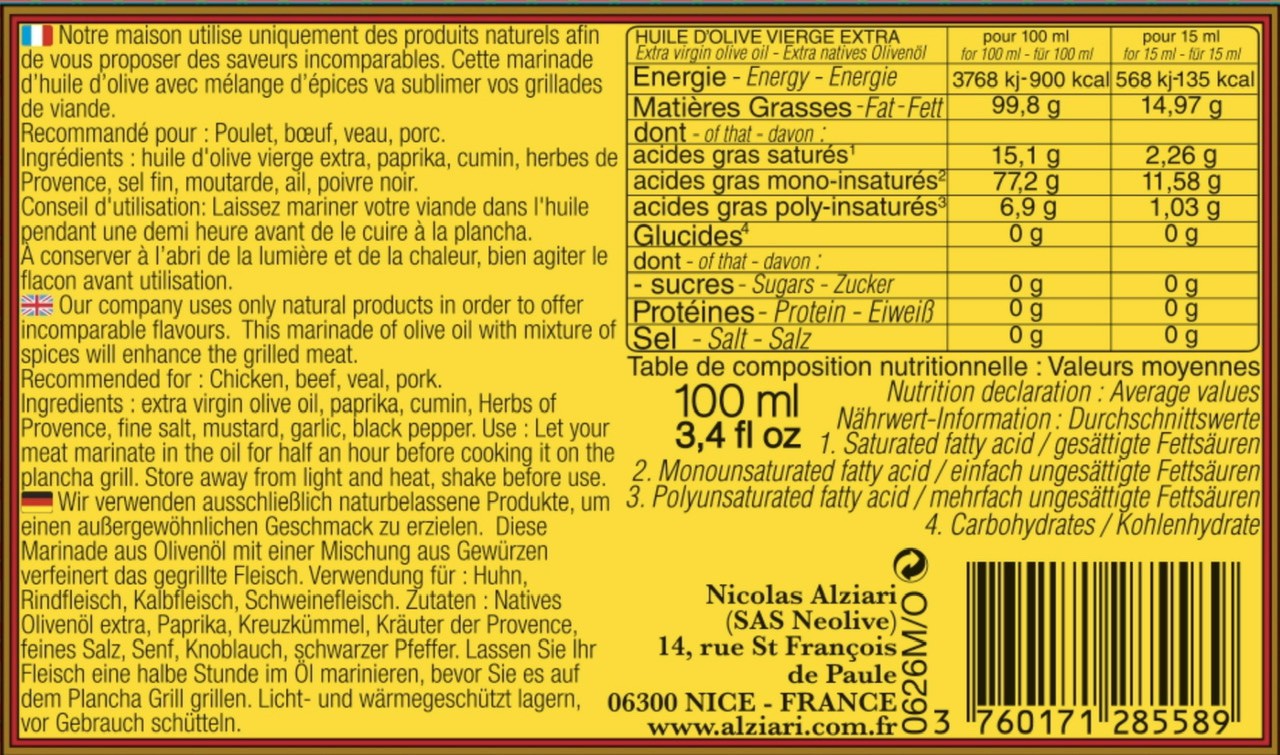 Notre maison utilise uniquement des produits naturels afin
de vous proposer des saveurs incomparables. Cette marinade
d'huile d'olive avec mélange d'épices va sublimer vos grillades
de viande.
Recommandé pour : Poulet, bœuf, veau, porc.
Ingrédients : huile d'olive vierge extra, paprika, cumin, herbes de
Provence, sel fin, moutarde, ail, poivre noir.
Conseil d'utilisation: Laissez mariner votre viande dans l'huile
pendant une demi heure avant de le cuire à la plancha.
À conserver à l'abri de la lumière et de la chaleur, bien agiter le
flacon avant utilisation.
Our company uses only natural products in order to offer
incomparable flavours. This marinade of olive oil with mixture of
spices will enhance the grilled meat.
Recommended for : Chicken, beef, veal, pork.
Ingredients : extra virgin olive oil, paprika, cumin, Herbs of
Provence, fine salt, mustard, garlic, black pepper. Use : Let your
meat marinate in the oil for half an hour before cooking it on the
plancha grill. Store away from light and heat, shake before use.
Wir verwenden ausschließlich naturbelassene Produkte, um
einen außergewöhnlichen Geschmack zu erzielen. Diese
Marinade aus Olivenöl mit einer Mischung aus Gewürzen
verfeinert das gegrillte Fleisch. Verwendung für : Huhn,
Rindfleisch, Kalbfleisch, Schweinefleisch. Zutaten : Natives
Olivenöl extra, Paprika, Kreuzkümmel, Kräuter der Provence,
feines Salz, Senf, Knoblauch, schwarzer Pfeffer. Lassen Sie Ihr
Fleisch eine halbe Stunde im Öl marinieren, bevor Sie es auf
dem Plancha Grill grillen. Licht- und wärmegeschützt lagern,
vor Gebrauch schütteln.
HUILE D'OLIVE VIERGE EXTRA pour 100 ml pour 15 ml
Extra virgin olive oil - Extra natives Olivenöl for 100 ml - für 100 ml for 15 ml - für 15 ml
Energie - Energy - Energie 3768 kj-900 kcal 568 kj-135 kcal
Matières Grasses - Fat - Fett 99,8 g 14,97 g
dont - of that - davon :
acides gras saturés¹ 15,1 g 2,26 g
acides gras mono-insaturés² 77,2 g 11,58 g
acides gras poly-insaturés³ 6,9 g 1,03 g
Glucides⁴ 0 g 0 g
dont - of that - davon :
- sucres - Sugars - Zucker 0 g 0 g
Protéines - Protein - Eiweiß 0 g 0 g
Sel - Salt - Salz 0 g 0 g
Table de composition nutritionnelle : Valeurs moyennes
Nutrition declaration : Average values
Nährwert-Information : Durchschnittswerte
100 ml
3,4 fl oz
1. Saturated fatty acid / gesättigte Fettsäuren
2. Monounsaturated fatty acid / einfach ungesättigte Fettsäuren
3. Polyunsaturated fatty acid / mehrfach ungesättigte Fettsäuren
4. Carbohydrates / Kohlenhydrate
Nicolas Alziari
(SAS Neolive)
14, rue St François
de Paule
06300 NICE - FRANCE
www.alziari.com.fr
0626M/O
3 760171 285589